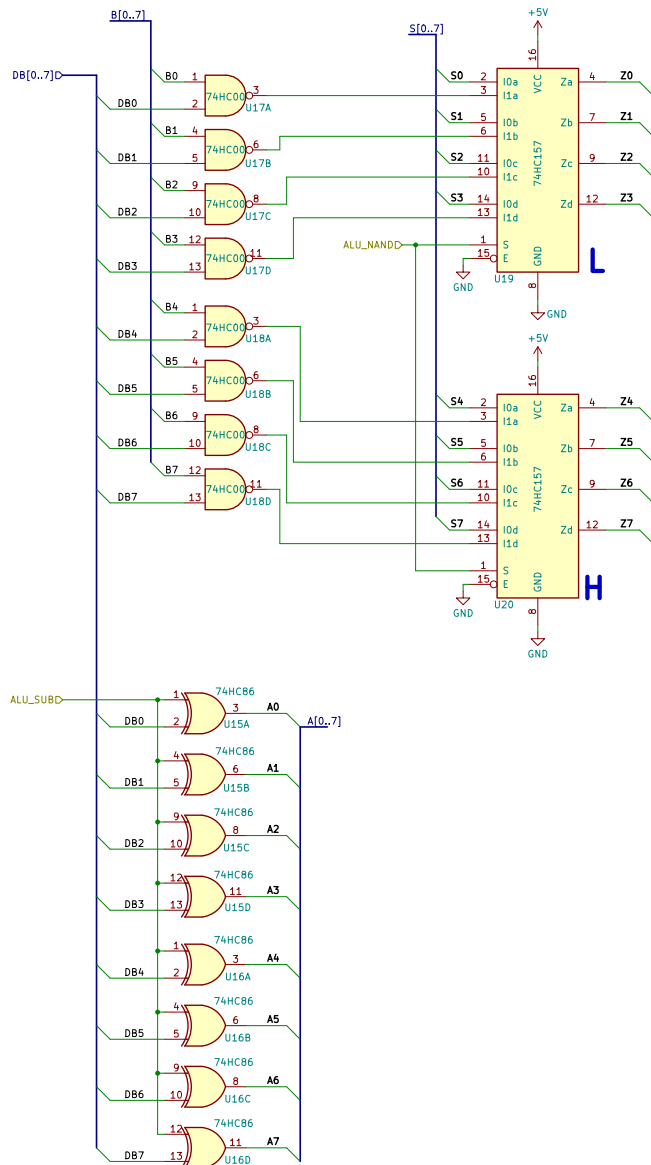 B[0..7]
DB[0..7]
B0 1 74HC00 3 U17A
DB0 2
B1 4 74HC00 6 U17B
DB1 5
B2 9 74HC00 8 U17C
DB2 10
B3 12 74HC00 11 U17D
DB3 13
B4 1 74HC00 3 U18A
DB4 2
B5 4 74HC00 6 U18B
DB5 5
B6 9 74HC00 8 U18C
DB6 10
B7 12 74HC00 11 U18D
DB7 13
S[0..7]
+5V
16 VCC
S0 2 I0a Za 4 Z0
3 I1a
S1 5 I0b Zb 7 Z1
6 I1b
74HC157
S2 11 I0c Zc 9 Z2
10 I1c
S3 14 I0d Zd 12 Z3
13 I1d
ALU_NAND 1 S
15 E
GND
U19
GND 8
GND
L
+5V
16 VCC
S4 2 I0a Za 4 Z4
3 I1a
S5 5 I0b Zb 7 Z5
6 I1b
74HC157
S6 11 I0c Zc 9 Z6
10 I1c
S7 14 I0d Zd 12 Z7
13 I1d
1 S
15 E
GND
U20
GND 8
GND
H
ALU_SUB
A[0..7]
74HC86
1 3 A0
DB0 2 U15A
74HC86
4 6 A1
DB1 5 U15B
74HC86
9 8 A2
DB2 10 U15C
74HC86
12 11 A3
DB3 13 U15D
74HC86
1 3 A4
DB4 2 U16A
74HC86
4 6 A5
DB5 5 U16B
74HC86
9 8 A6
DB6 10 U16C
74HC86
12 11 A7
DB7 13 U16D